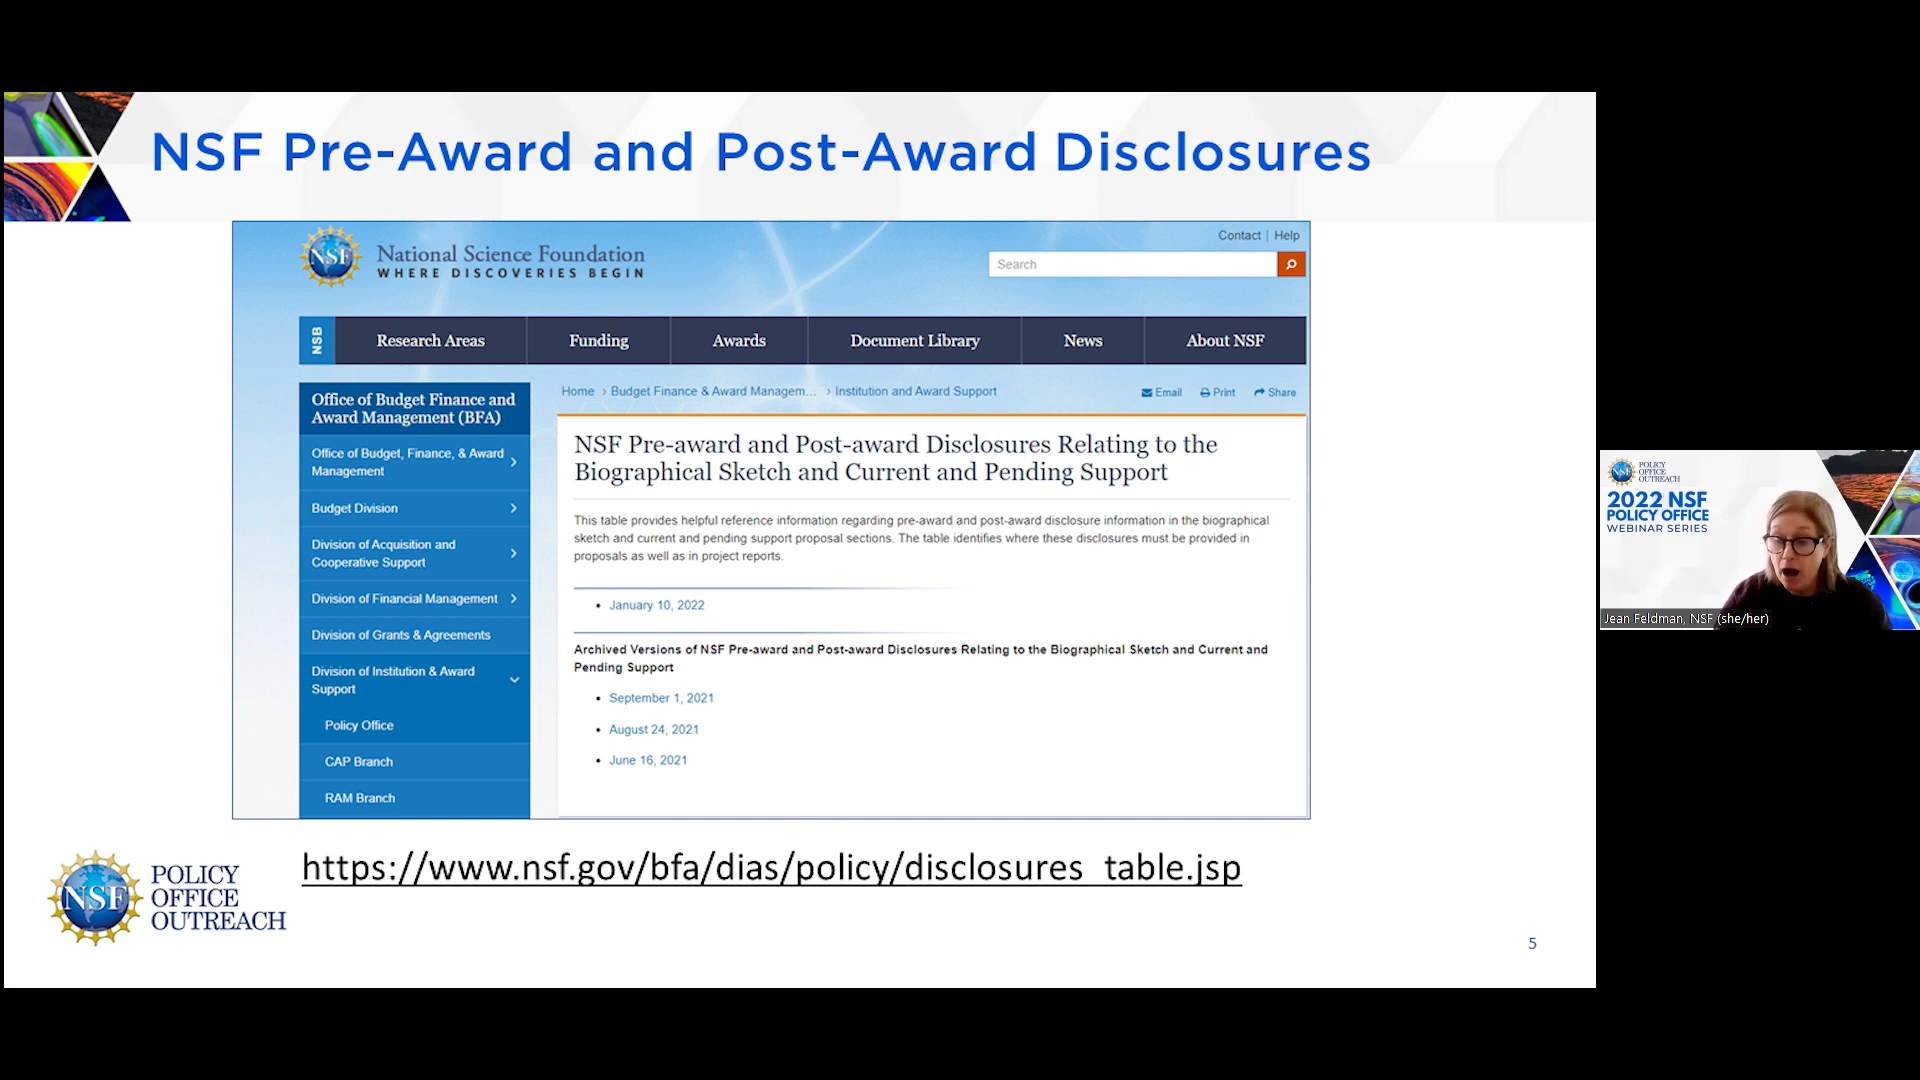 NSF Pre-Award and Post-Award Disclosures
NSF
National Science Foundation
WHERE DISCOVERIES BEGIN
Contact | Help
Search
NSB
Research Areas
Funding
Awards
Document Library
News
About NSF
Home › Budget Finance & Award Managem... › Institution and Award Support
Email
Print
Share
Office of Budget Finance and
Award Management (BFA)
Office of Budget, Finance, & Award
Management
Budget Division
Division of Acquisition and
Cooperative Support
Division of Financial Management
Division of Grants & Agreements
Division of Institution & Award
Support
Policy Office
CAP Branch
RAM Branch
NSF Pre-award and Post-award Disclosures Relating to the
Biographical Sketch and Current and Pending Support
This table provides helpful reference information regarding pre-award and post-award disclosure information in the biographical
sketch and current and pending support proposal sections. The table identifies where these disclosures must be provided in
proposals as well as in project reports.
• January 10, 2022
Archived Versions of NSF Pre-award and Post-award Disclosures Relating to the Biographical Sketch and Current and
Pending Support
• September 1, 2021
• August 24, 2021
• June 16, 2021
https://www.nsf.gov/bfa/dias/policy/disclosures_table.jsp
NSF
POLICY
OFFICE
OUTREACH
5
NSF
POLICY
OFFICE
OUTREACH
2022 NSF
POLICY OFFICE
WEBINAR SERIES
Jean Feldman, NSF (she/her)